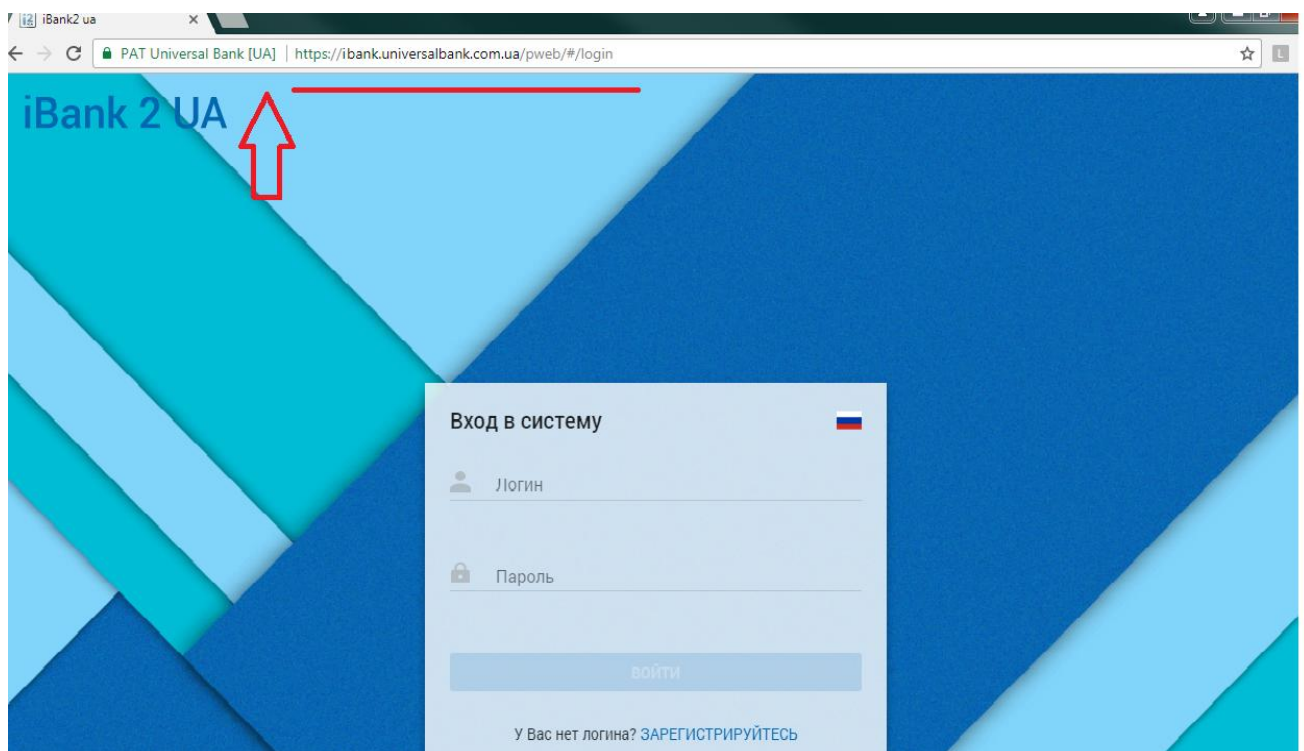 iBank2 ua
PAT Universal Bank [UA] | https://ibank.universalbank.com.ua/pweb/#/login
iBank 2 UA
Вход в систему
Логин
Пароль
ВОЙТИ
У Вас нет логина? ЗАРЕГИСТРИРУЙТЕСЬ